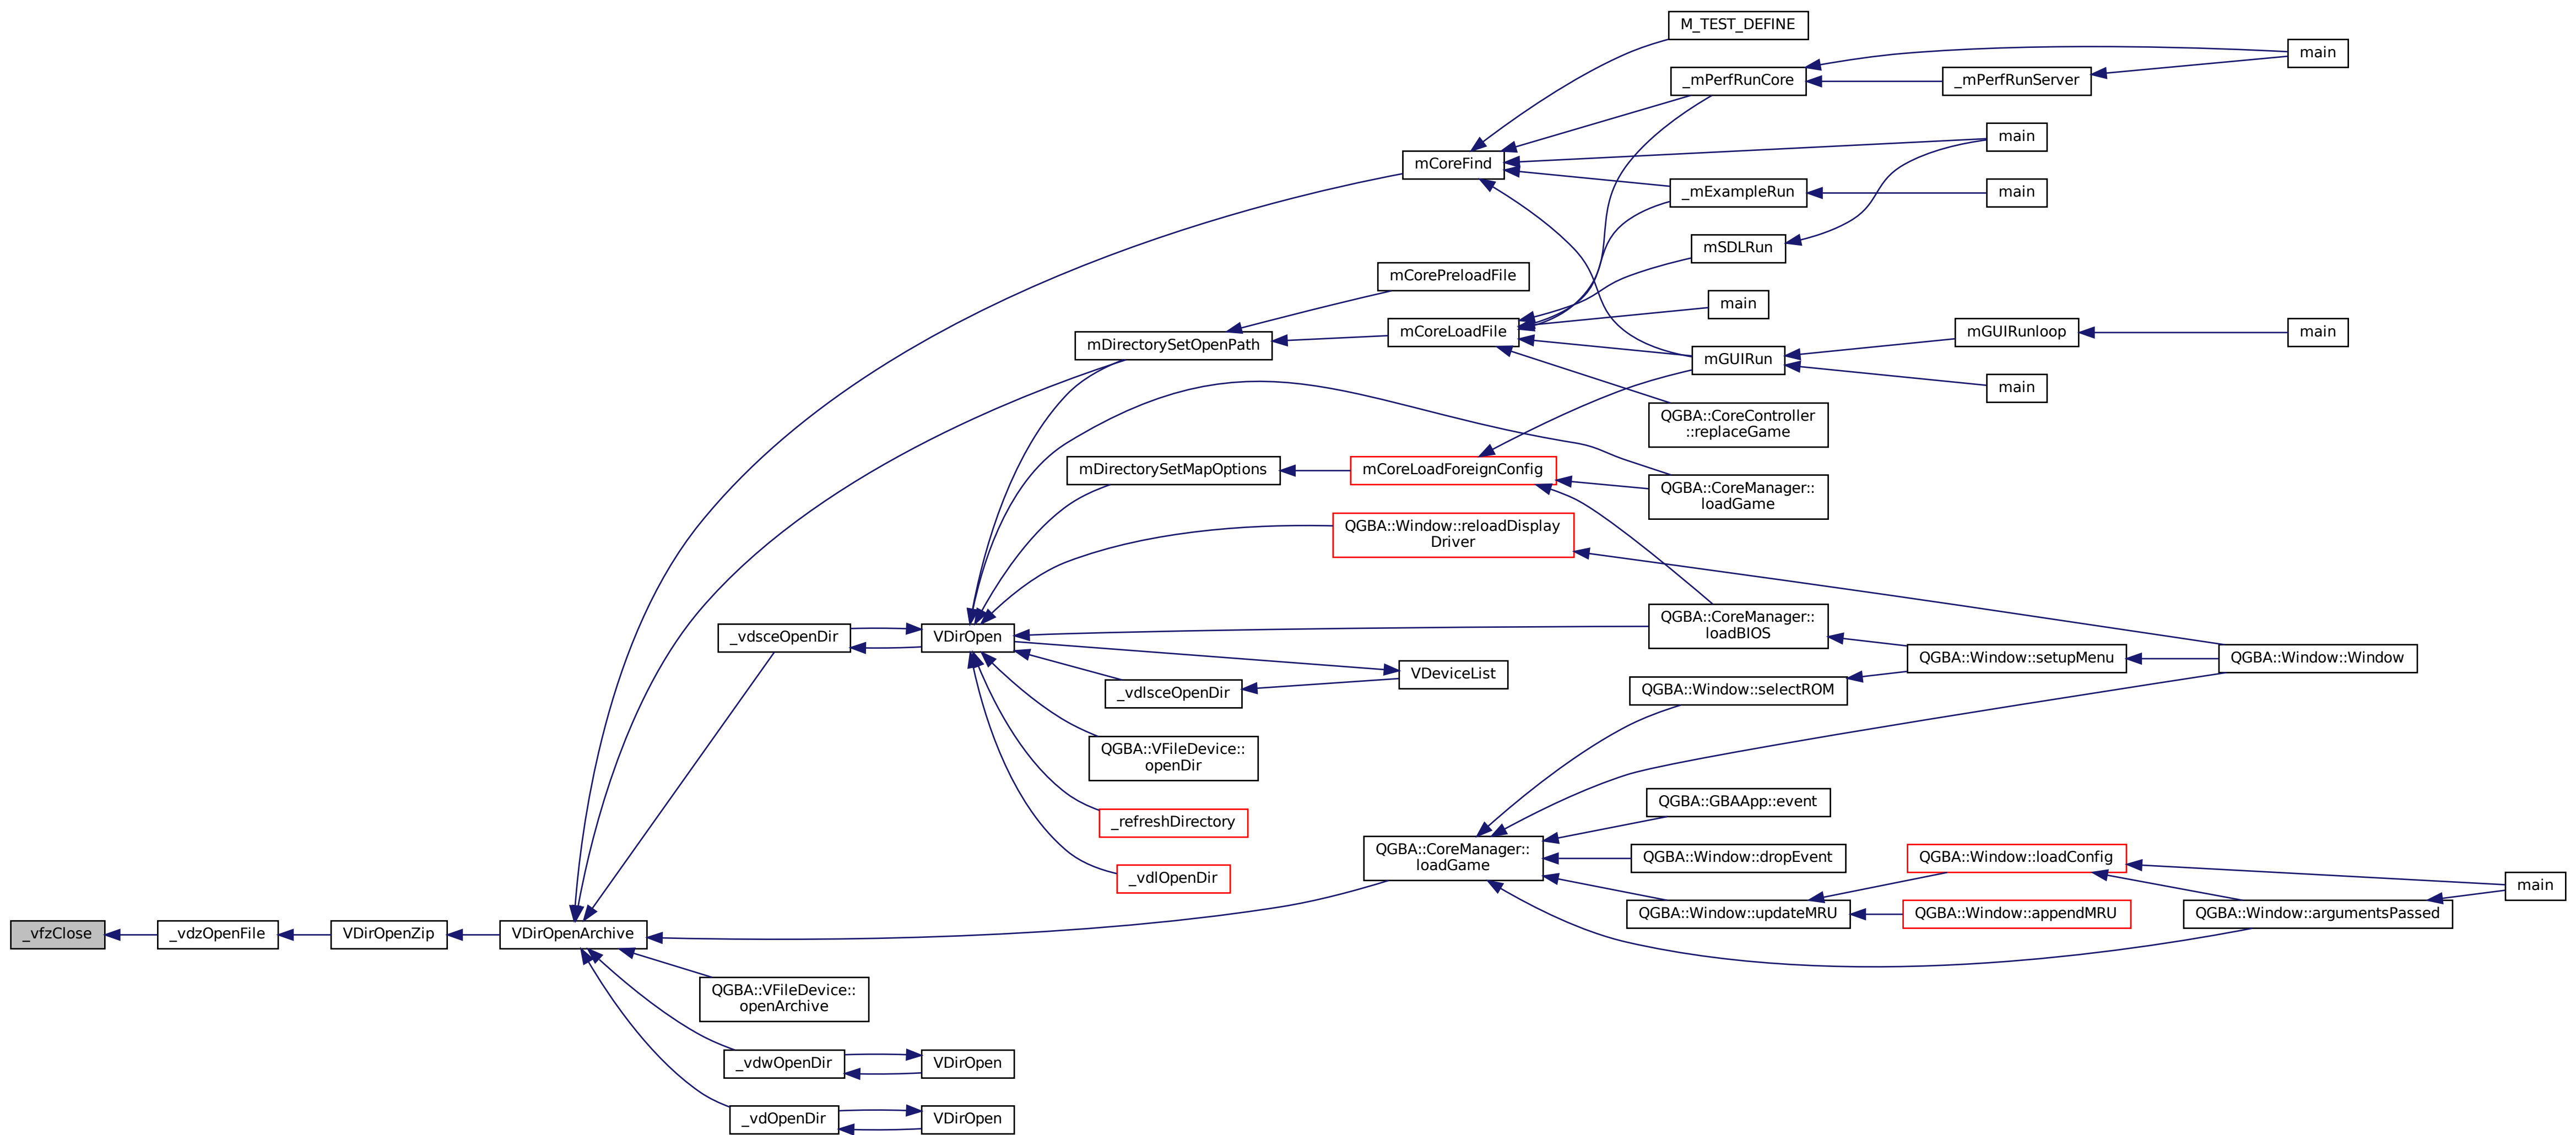 M_TEST_DEFINE
main
_mPerfRunCore
_mPerfRunServer
main
mCoreFind
_mExampleRun
main
mSDLRun
mCorePreloadFile
main
mDirectorySetOpenPath
mCoreLoadFile
mGUIRunloop
main
mGUIRun
main
QGBA::CoreController
::replaceGame
mDirectorySetMapOptions
mCoreLoadForeignConfig
QGBA::CoreManager::
loadGame
QGBA::Window::reloadDisplay
Driver
_vdsceOpenDir
VDirOpen
QGBA::CoreManager::
loadBIOS
QGBA::Window::setupMenu
QGBA::Window::Window
VDeviceList
_vdlsceOpenDir
QGBA::Window::selectROM
QGBA::VFileDevice::
openDir
_refreshDirectory
QGBA::GBAApp::event
QGBA::CoreManager::
loadGame
QGBA::Window::dropEvent
QGBA::Window::loadConfig
_vdlOpenDir
main
QGBA::Window::updateMRU
QGBA::Window::appendMRU
QGBA::Window::argumentsPassed
_vfzClose
_vdzOpenFile
VDirOpenZip
VDirOpenArchive
QGBA::VFileDevice::
openArchive
_vdwOpenDir
VDirOpen
_vdOpenDir
VDirOpen